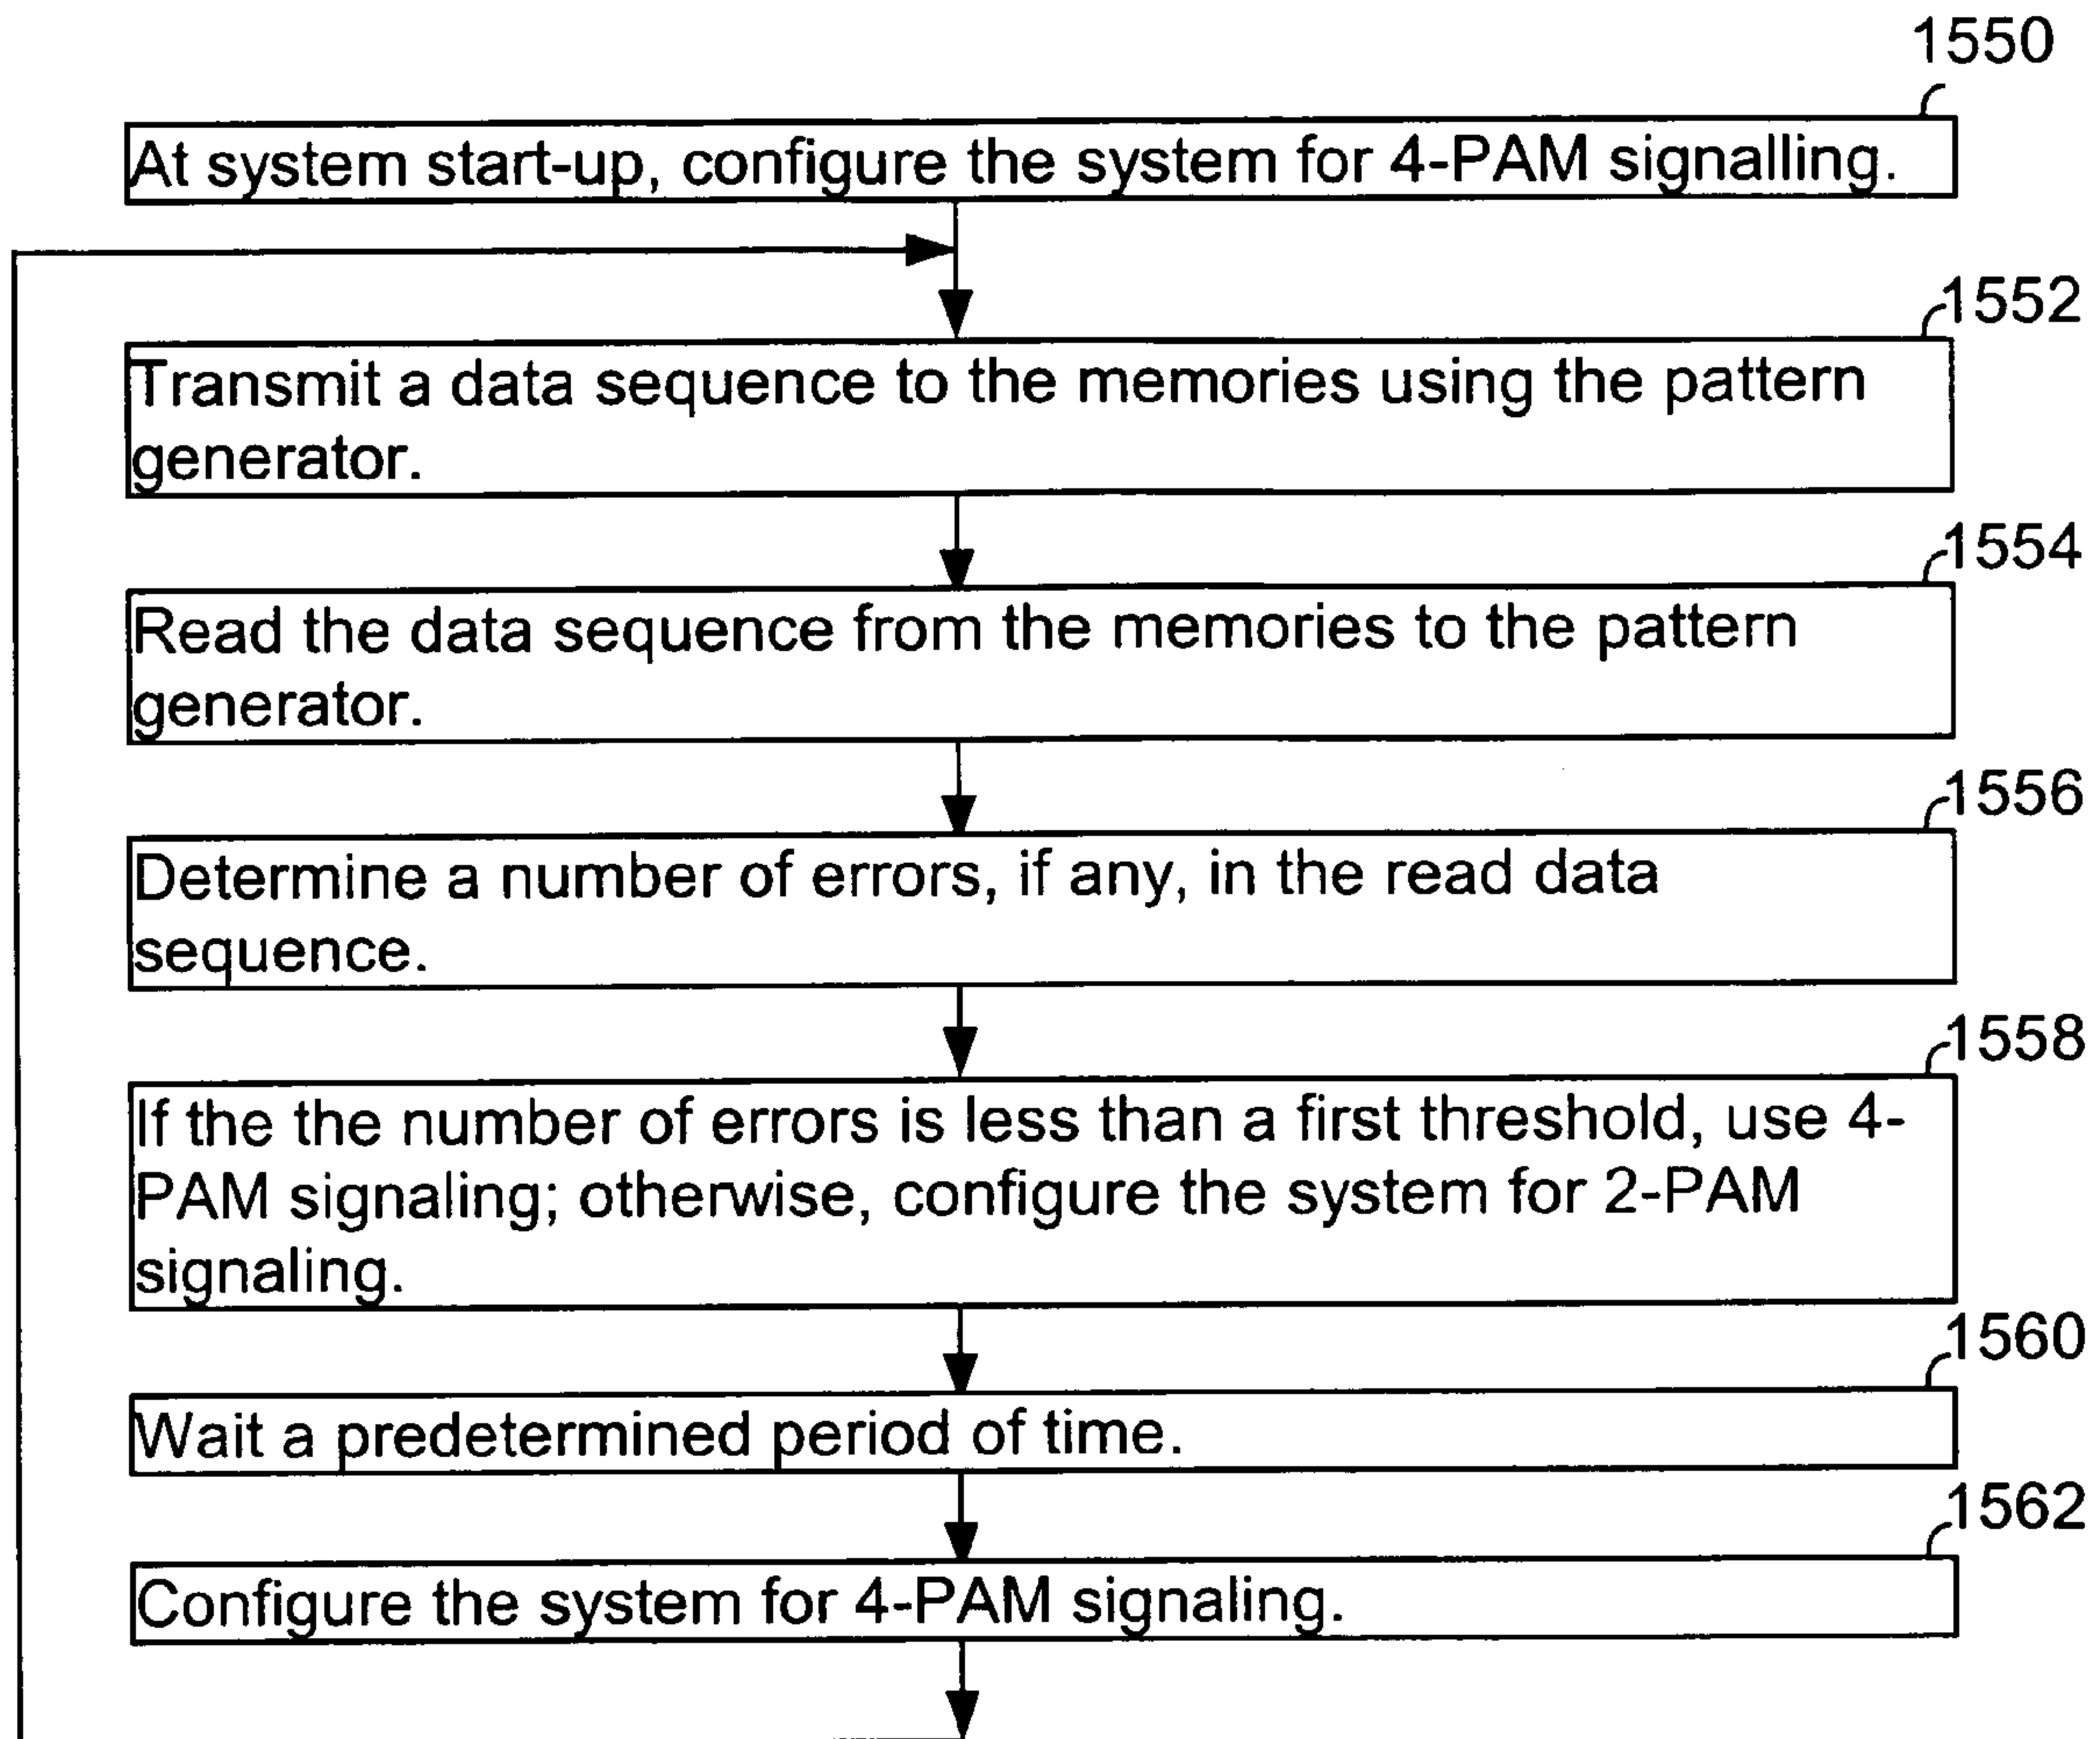 1550
At system start-up, configure the system for 4-PAM signalling.
1552
Transmit a data sequence to the memories using the pattern
generator.
1554
Read the data sequence from the memories to the pattern
generator.
1556
Determine a number of errors, if any, in the read data
sequence.
1558
If the the number of errors is less than a first threshold, use 4-
PAM signaling; otherwise, configure the system for 2-PAM
signaling.
1560
Wait a predetermined period of time.
1562
Configure the system for 4-PAM signaling.